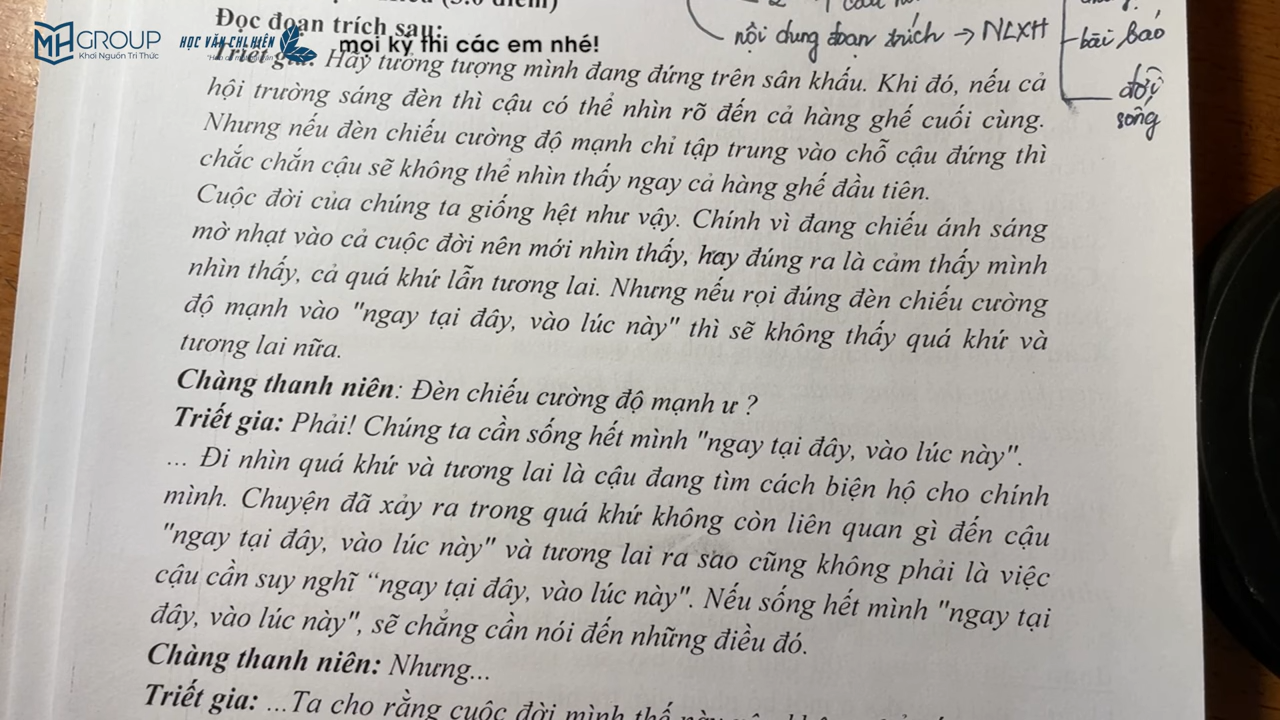 (3.0 điểm)
Đọc đoạn trích sau:
MH GROUP
Khơi Nguồn Tri Thức
HỌC VĂN CHỊ HIÊN
mọi kỳ thi các em nhé!
nội dung đoạn trích → NLXH
bài báo
đời
sống
Triết gia: Hãy tưởng tượng mình đang đứng trên sân khấu. Khi đó, nếu cả
hội trường sáng đèn thì cậu có thể nhìn rõ đến cả hàng ghế cuối cùng.
Nhưng nếu đèn chiếu cường độ mạnh chỉ tập trung vào chỗ cậu đứng thì
chắc chắn cậu sẽ không thể nhìn thấy ngay cả hàng ghế đầu tiên.
Cuộc đời của chúng ta giống hệt như vậy. Chính vì đang chiếu ánh sáng
mờ nhạt vào cả cuộc đời nên mới nhìn thấy, hay đúng ra là cảm thấy mình
nhìn thấy, cả quá khứ lẫn tương lai. Nhưng nếu rọi đúng đèn chiếu cường
độ mạnh vào "ngay tại đây, vào lúc này" thì sẽ không thấy quá khứ và
tương lai nữa.
Chàng thanh niên: Đèn chiếu cường độ mạnh ư ?
Triết gia: Phải! Chúng ta cần sống hết mình "ngay tại đây, vào lúc này".
... Đi nhìn quá khứ và tương lai là cậu đang tìm cách biện hộ cho chính
mình. Chuyện đã xảy ra trong quá khứ không còn liên quan gì đến cậu
"ngay tại đây, vào lúc này" và tương lai ra sao cũng không phải là việc
cậu cần suy nghĩ “ngay tại đây, vào lúc này". Nếu sống hết mình "ngay tại
đây, vào lúc này", sẽ chẳng cần nói đến những điều đó.
Chàng thanh niên: Nhưng...
Triết gia: ...Ta cho rằng cuộc đời mình thế này